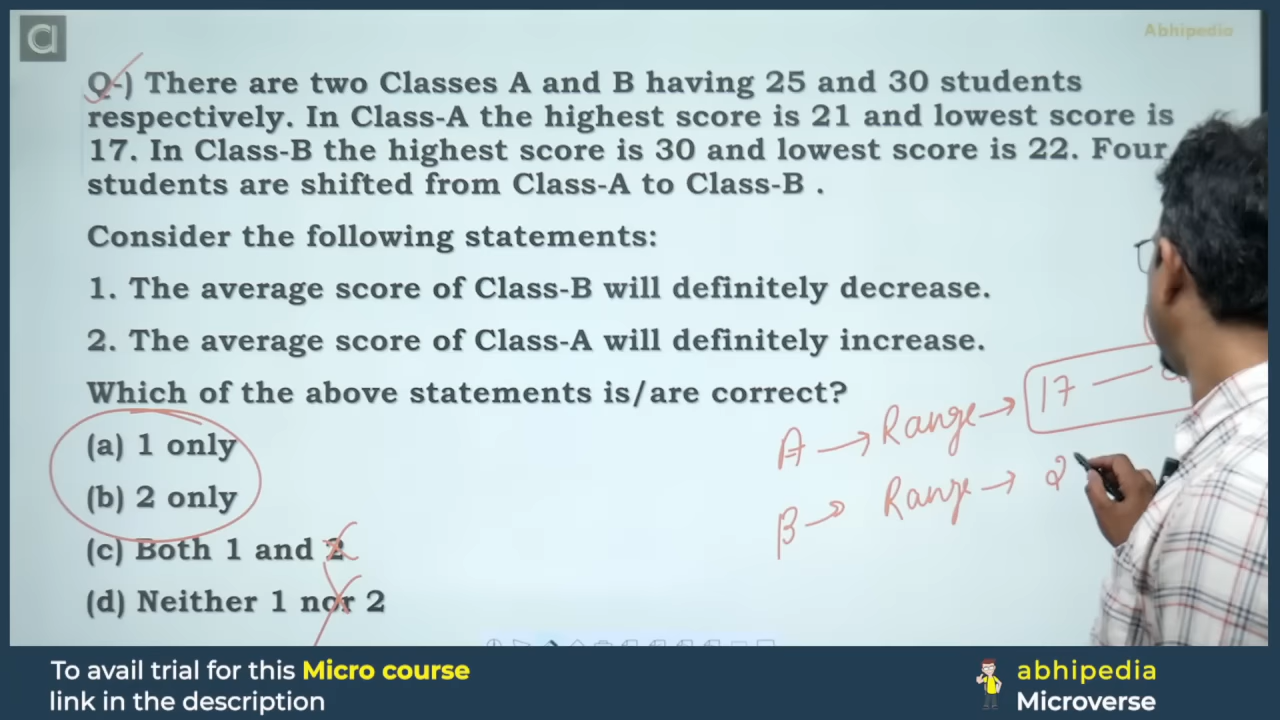 a
Abhipedia
Q-) There are two Classes A and B having 25 and 30 students
respectively. In Class-A the highest score is 21 and lowest score is
17. In Class-B the highest score is 30 and lowest score is 22. Four
students are shifted from Class-A to Class-B .
Consider the following statements:
1. The average score of Class-B will definitely decrease.
2. The average score of Class-A will definitely increase.
Which of the above statements is/are correct?
(a) 1 only
(b) 2 only
(c) Both 1 and 2
(d) Neither 1 nor 2
A → Range → 17 —
B → Range → 2
To avail trial for this Micro course
link in the description
abhipedia
Microverse